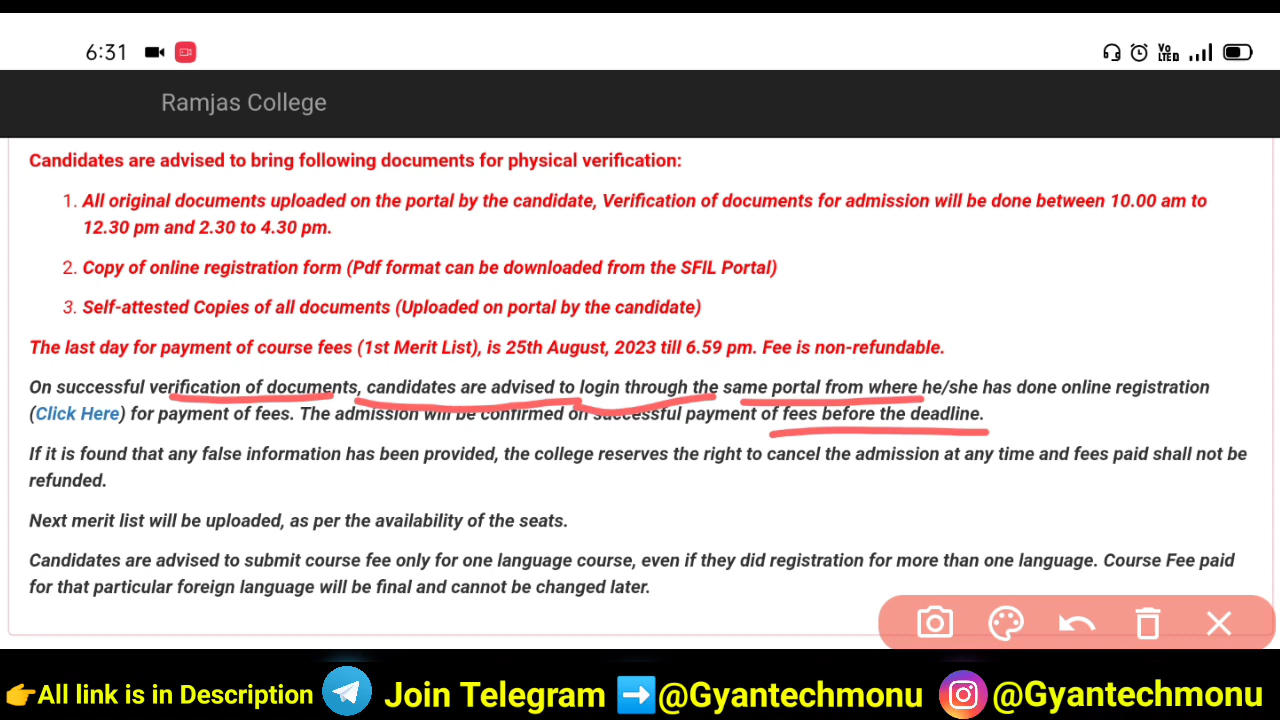 6:31 Vo LTE
Ramjas College
Candidates are advised to bring following documents for physical verification:
1. All original documents uploaded on the portal by the candidate, Verification of documents for admission will be done between 10.00 am to
12.30 pm and 2.30 to 4.30 pm.
2. Copy of online registration form (Pdf format can be downloaded from the SFIL Portal)
3. Self-attested Copies of all documents (Uploaded on portal by the candidate)
The last day for payment of course fees (1st Merit List), is 25th August, 2023 till 6.59 pm. Fee is non-refundable.
On successful verification of documents, candidates are advised to login through the same portal from where he/she has done online registration
(Click Here) for payment of fees. The admission will be confirmed on successful payment of fees before the deadline.
If it is found that any false information has been provided, the college reserves the right to cancel the admission at any time and fees paid shall not be
refunded.
Next merit list will be uploaded, as per the availability of the seats.
Candidates are advised to submit course fee only for one language course, even if they did registration for more than one language. Course Fee paid
for that particular foreign language will be final and cannot be changed later.
👉All link is in Description Join Telegram ➡️@Gyantechmonu @Gyantechmonu